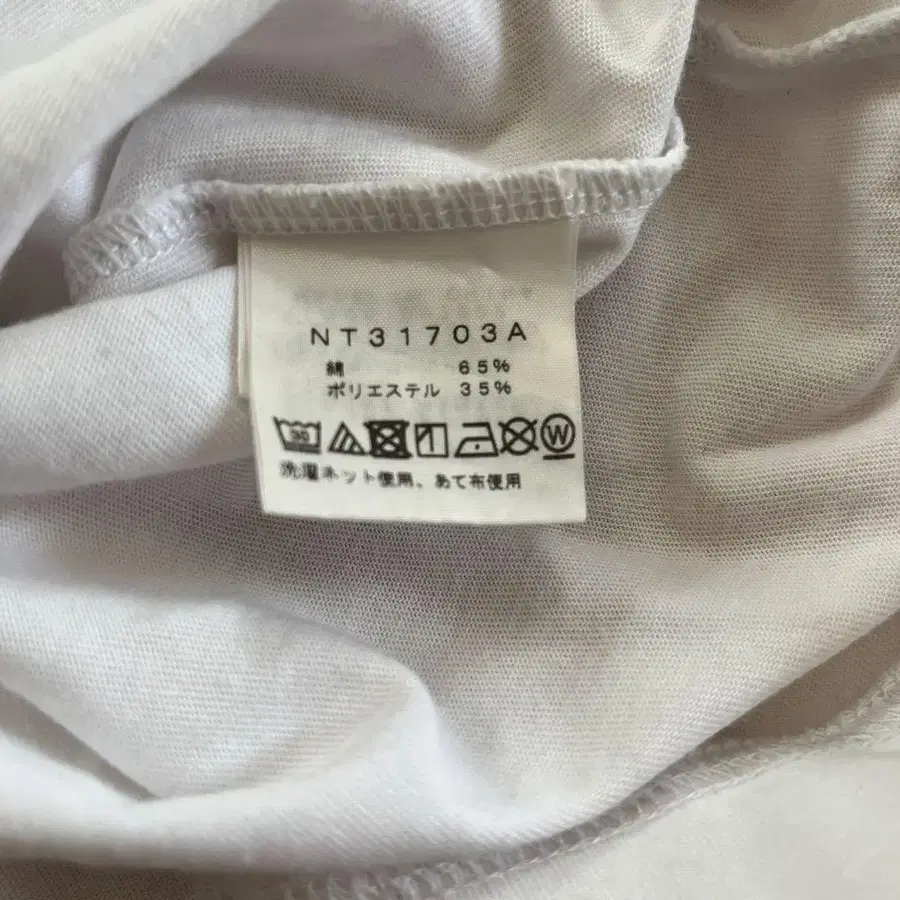 NT31703A
綿 65%
ポリエステル 35%
30 W
洗濯ネット使用、あて布使用